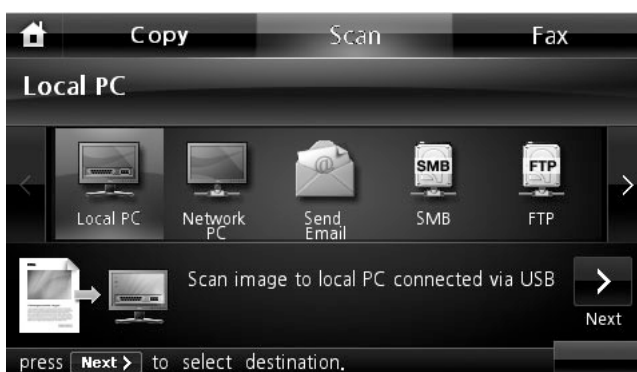 Copy Scan Fax
Local PC
SMB FTP
Local PC Network PC Send Email SMB FTP
Scan image to local PC connected via USB
Next
press Next > to select destination.